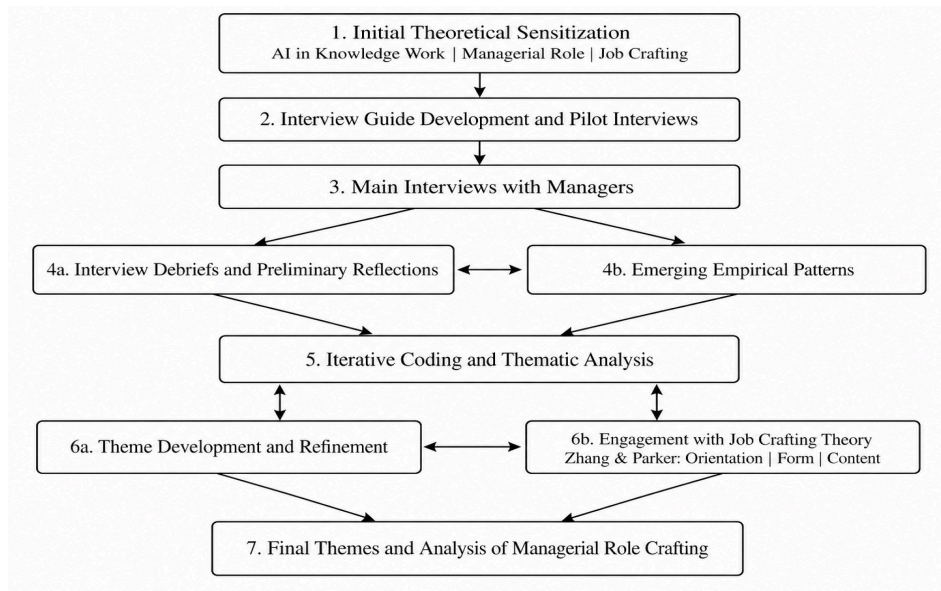 1. Initial Theoretical Sensitization
AI in Knowledge Work | Managerial Role | Job Crafting
2. Interview Guide Development and Pilot Interviews
3. Main Interviews with Managers
4a. Interview Debriefs and Preliminary Reflections
4b. Emerging Empirical Patterns
5. Iterative Coding and Thematic Analysis
6a. Theme Development and Refinement
6b. Engagement with Job Crafting Theory
Zhang & Parker: Orientation | Form | Content
7. Final Themes and Analysis of Managerial Role Crafting